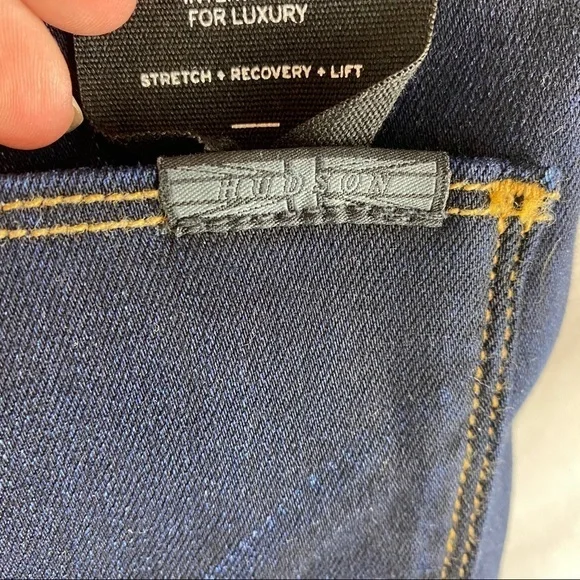 FOR LUXURY
STRETCH + RECOVERY + LIFT
HUDSON